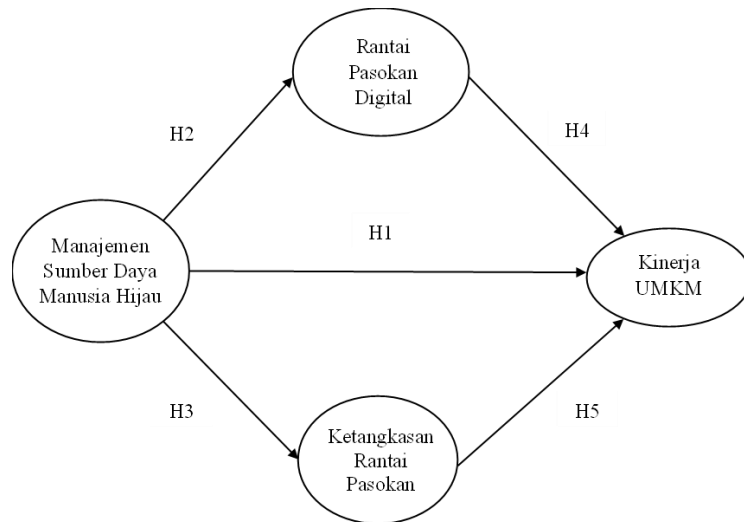 Rantai
Pasokan
Digital
H2
H4
H1
Manajemen
Sumber Daya
Manusia Hijau
Kinerja
UMKM
H3
H5
Ketangkasan
Rantai
Pasokan